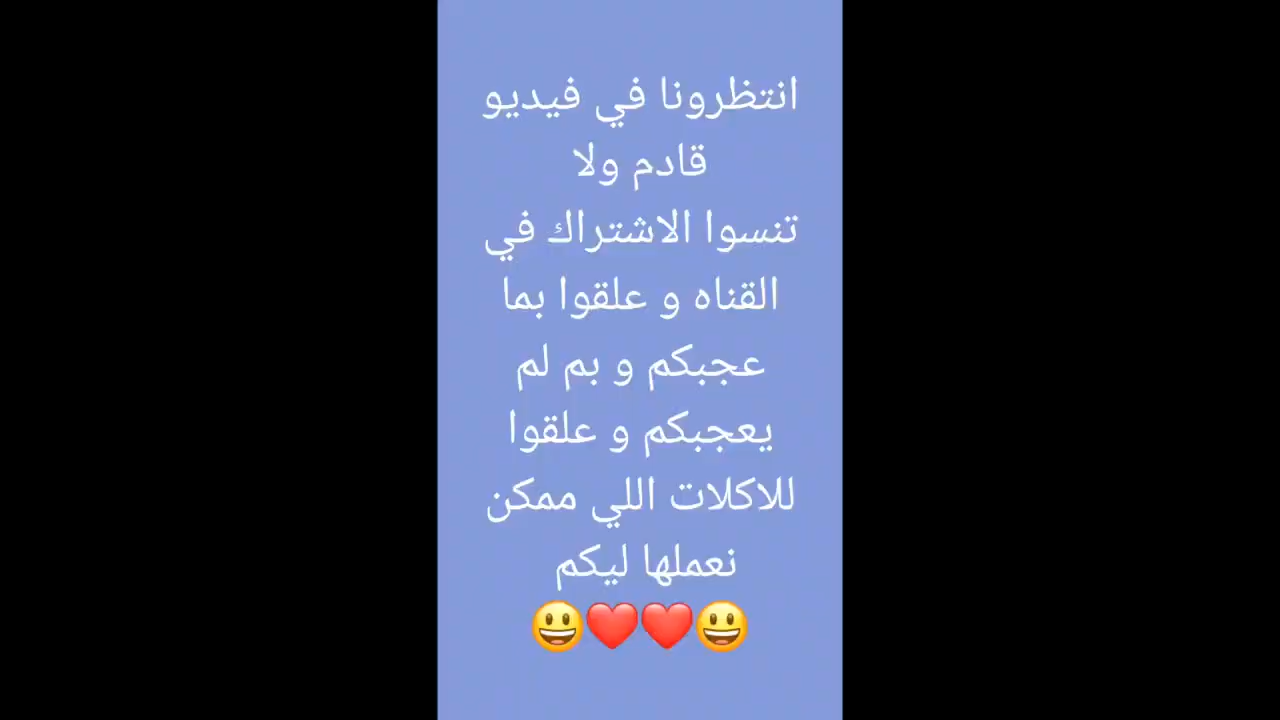 انتظرونا في فيديو
قادم ولا
تنسوا الاشتراك في
القناه و علقوا بما
عجبكم و بم لم
يعجبكم و علقوا
للاكلات اللي ممكن
نعملها ليكم
😃❤️❤️😃